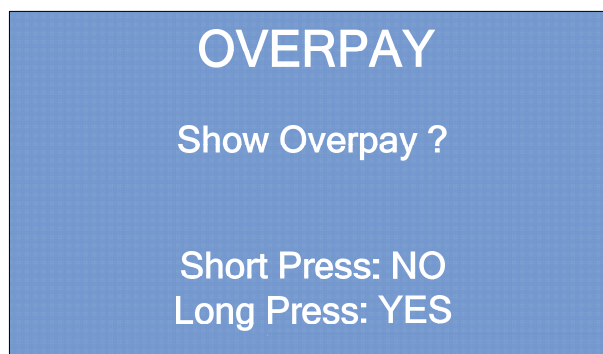 OVERPAY
Show Overpay ?
Short Press: NO
Long Press: YES